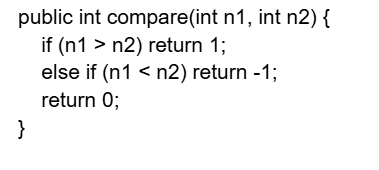 public int compare(int n1, int n2) {
    if (n1 > n2) return 1;
    else if (n1 < n2) return -1;
    return 0;
}